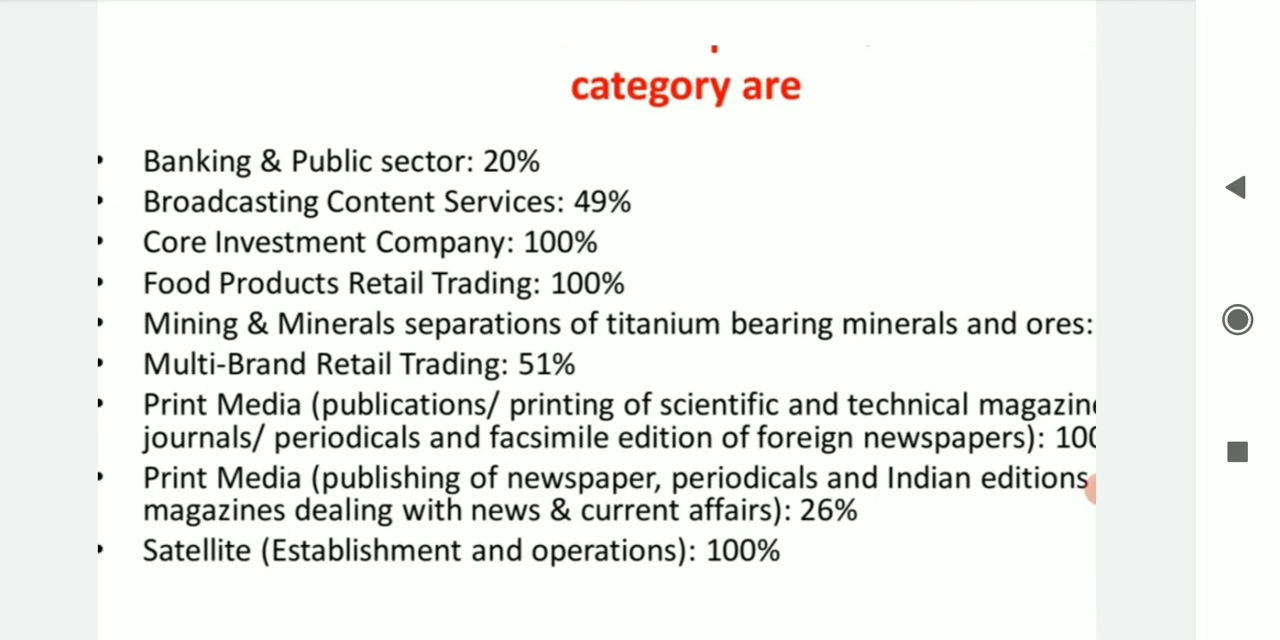 category are
• Banking & Public sector: 20%
• Broadcasting Content Services: 49%
• Core Investment Company: 100%
• Food Products Retail Trading: 100%
• Mining & Minerals separations of titanium bearing minerals and ores:
• Multi-Brand Retail Trading: 51%
• Print Media (publications/ printing of scientific and technical
journals/ periodicals and facsimile edition of foreign newspapers):
• Print Media (publishing of newspaper, periodicals and Indian editions
magazines dealing with news & current affairs): 26%
• Satellite (Establishment and operations): 100%